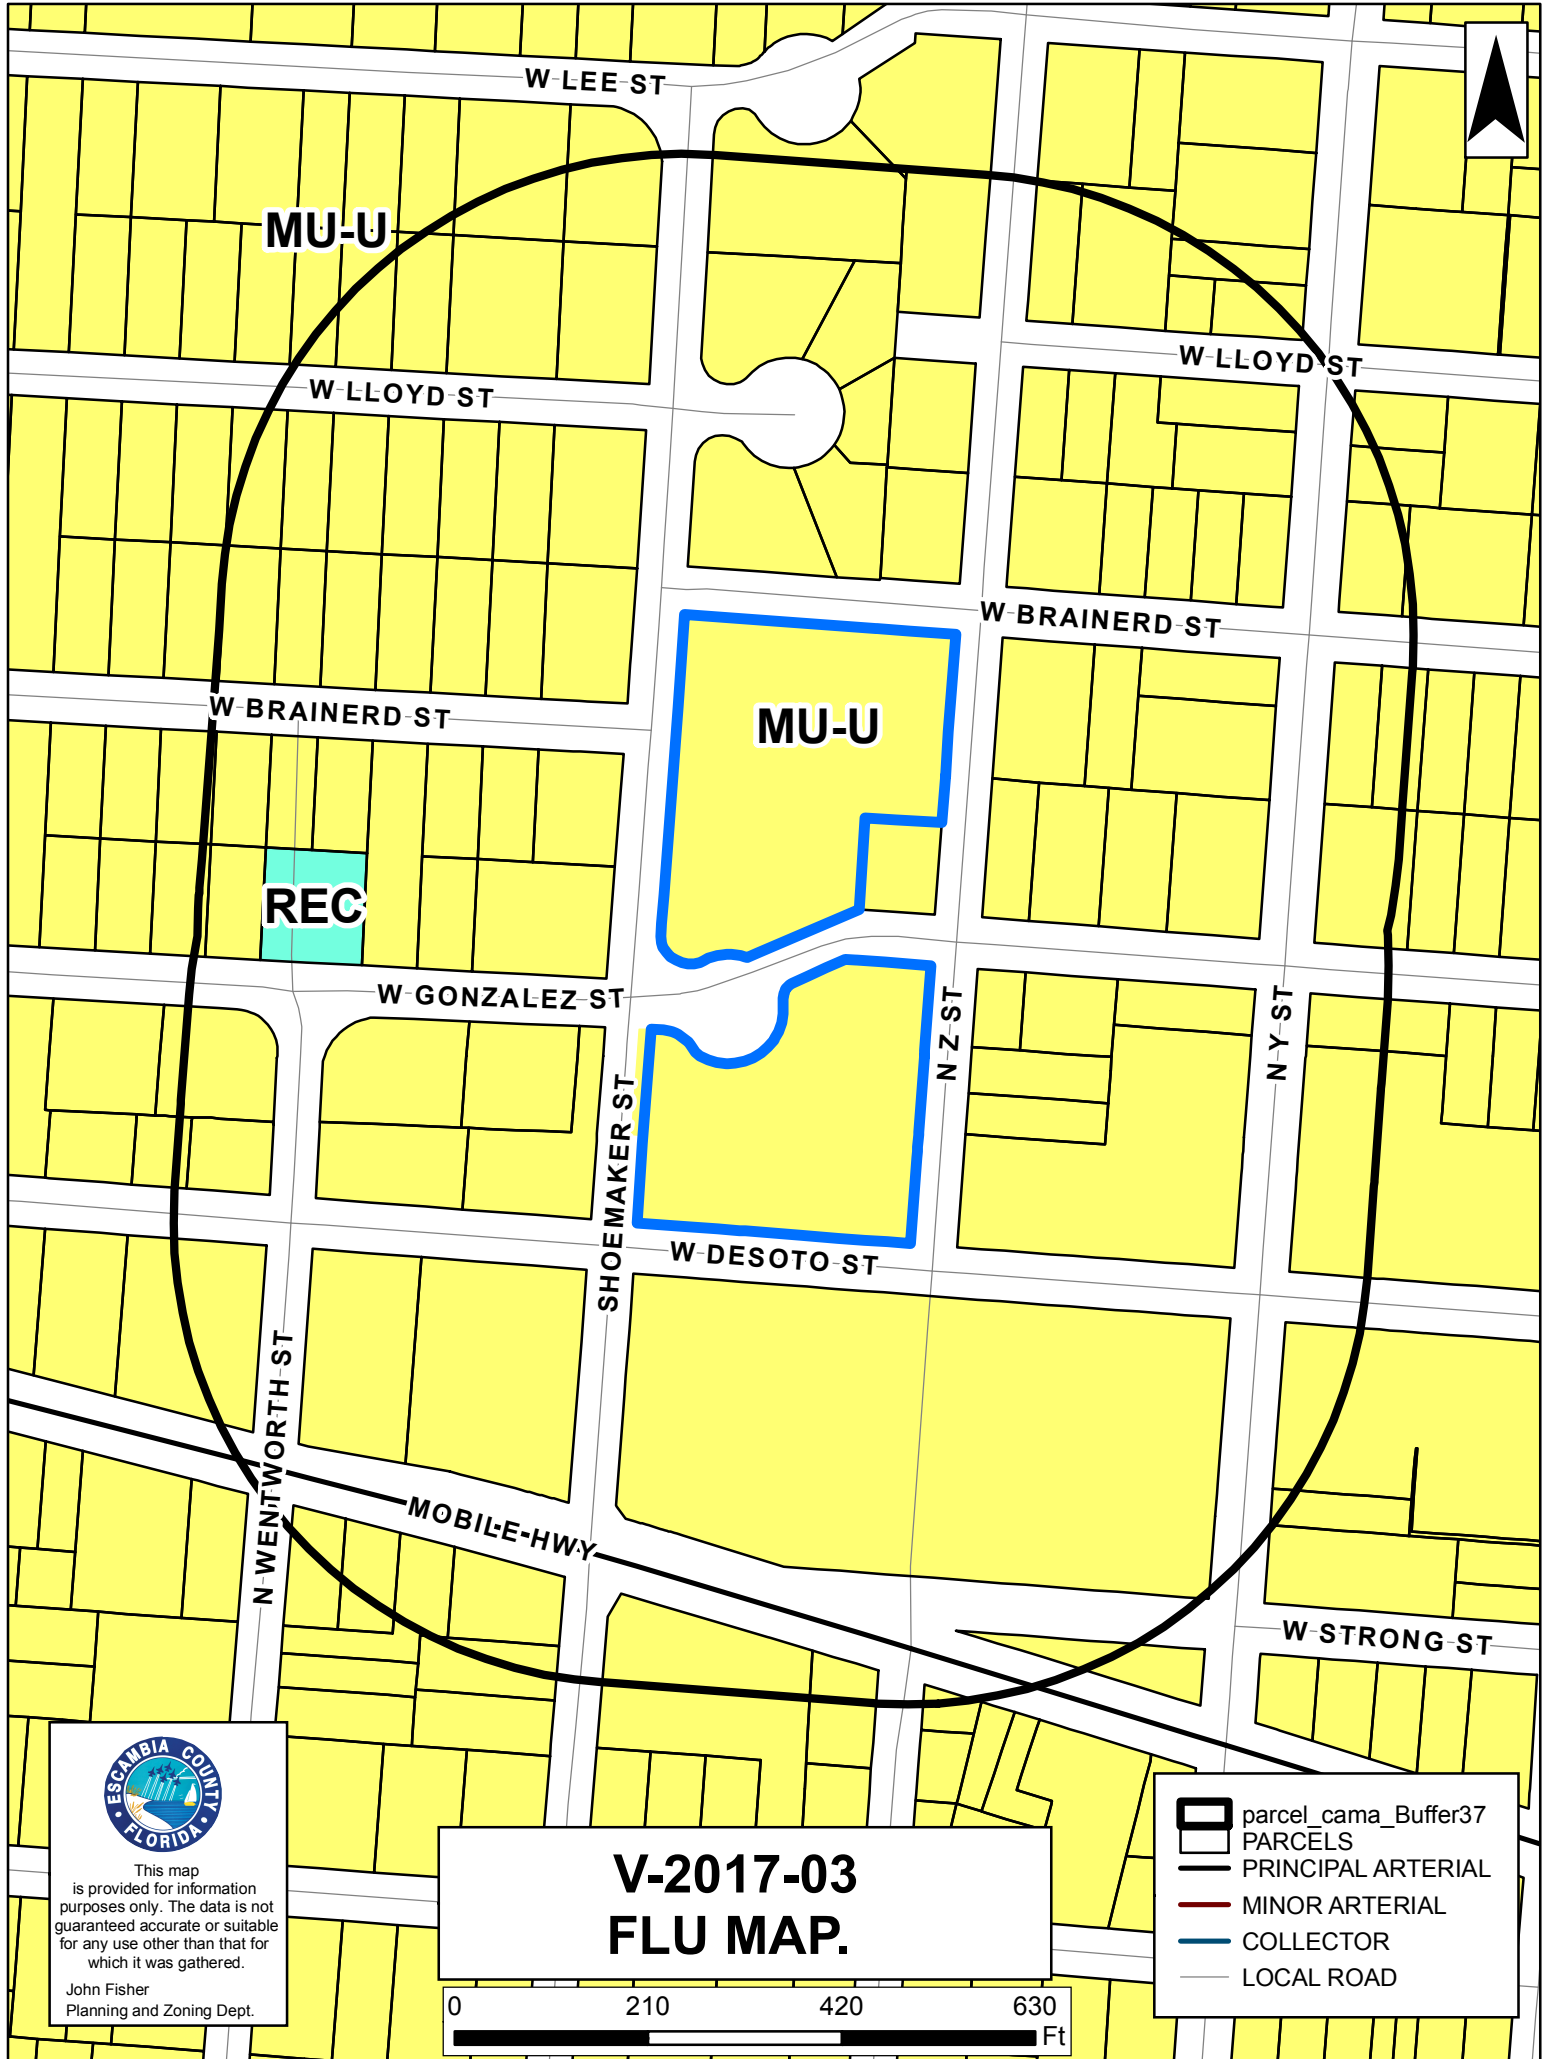 W LEE ST
MU-U
W LLOYD ST
W LLOYD ST
W BRAINERD ST
W BRAINERD ST
MU-U
REC
W GONZALEZ ST
N Z ST
N Y ST
SHOEMAKER ST
W DESOTO ST
N WENTWORTH ST
MOBILE HWY
W STRONG ST
ESCAMBIA COUNTY
FLORIDA
This map
is provided for information
purposes only. The data is not
guaranteed accurate or suitable
for any use other than that for
which it was gathered.
John Fisher
Planning and Zoning Dept.
V-2017-03
FLU MAP.
0 210 420 630
Ft
parcel_cama_Buffer37
PARCELS
PRINCIPAL ARTERIAL
MINOR ARTERIAL
COLLECTOR
LOCAL ROAD